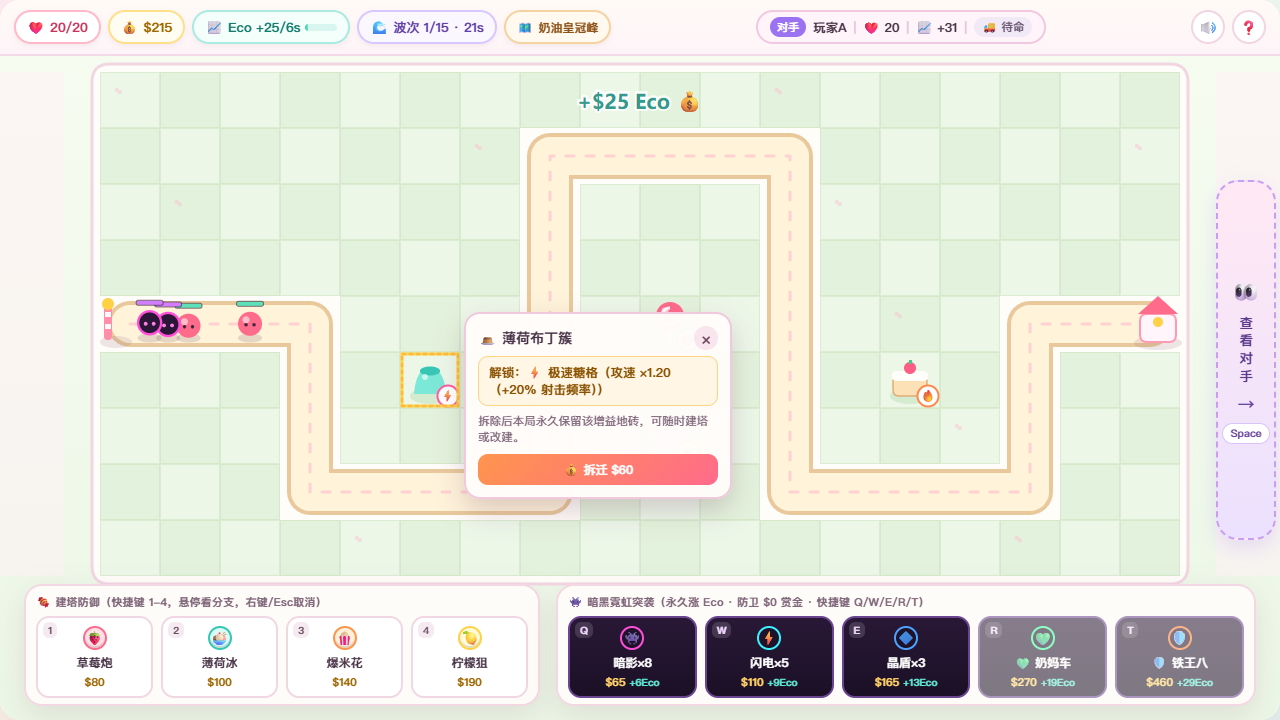 20/20
$215
Eco +25/6s
波次 1/15 · 21s
奶油皇冠峰
对手 玩家A | 20 | +31 | 待命
+$25 Eco
薄荷布丁簇
×
解锁： 极速糖格（攻速 ×1.20
（+20% 射击频率））
拆除后本局永久保留该增益地砖，可随时建塔
或改建。
拆迁 $60
查看对手
→
Space
建塔防御（快捷键 1–4，悬停看分支，右键/Esc取消）
1
草莓炮
$80
2
薄荷冰
$100
3
爆米花
$140
4
柠檬狙
$190
暗黑霓虹突袭（永久涨 Eco · 防卫 $0 赏金 · 快捷键 Q/W/E/R/T）
Q
暗影x8
$65 +6Eco
W
闪电x5
$110 +9Eco
E
晶盾x3
$165 +13Eco
R
奶妈车
$270 +19Eco
T
铁王八
$460 +29Eco